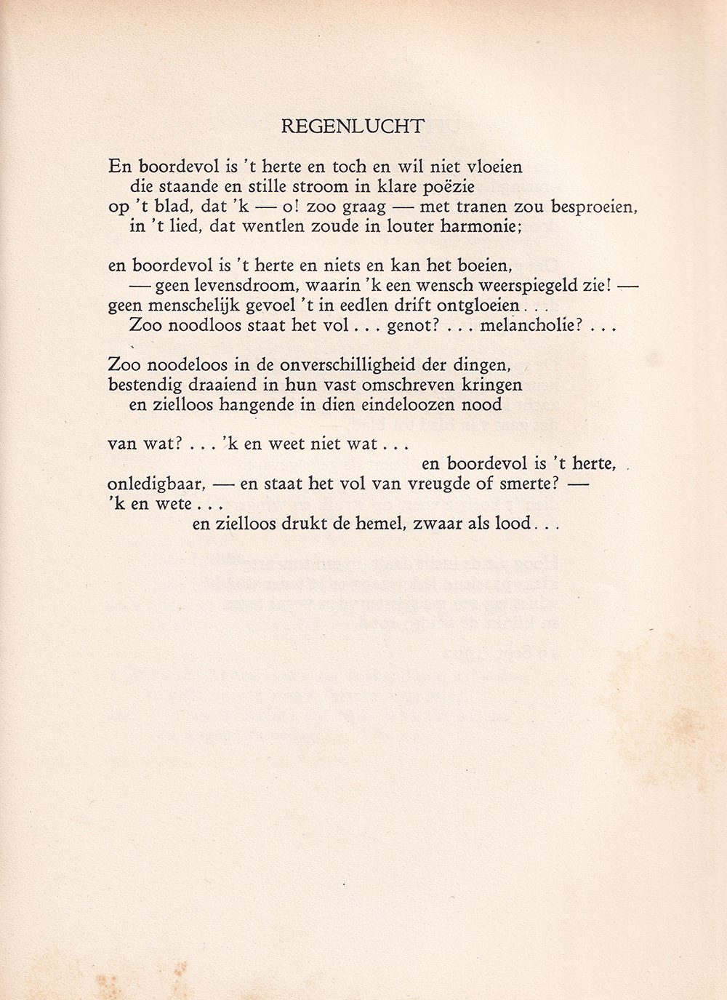 REGENLUCHT
En boordevol is 't herte en toch en wil niet vloeien
die staande en stille stroom in klare poëzie
op 't blad, dat 'k — o! zoo graag — met tranen zou besproeien,
in 't lied, dat wentlen zoude in louter harmonie;
en boordevol is 't herte en niets en kan het boeien,
— geen levensdroom, waarin 'k een wensch weerspiegeld zie! —
geen menschelijk gevoel 't in eedlen drift ontgloeien . . .
Zoo noodloos staat het vol . . . genot? . . . melancholie? . . .
Zoo noodeloos in de onverschilligheid der dingen,
bestendig draaiend in hun vast omschreven kringen
en zielloos hangende in dien eindeloozen nood
van wat? . . . 'k en weet niet wat . . .
en boordevol is 't herte,
onledigbaar, — en staat het vol van vreugde of smerte? —
'k en wete . . .
en zielloos drukt de hemel, zwaar als lood . . .